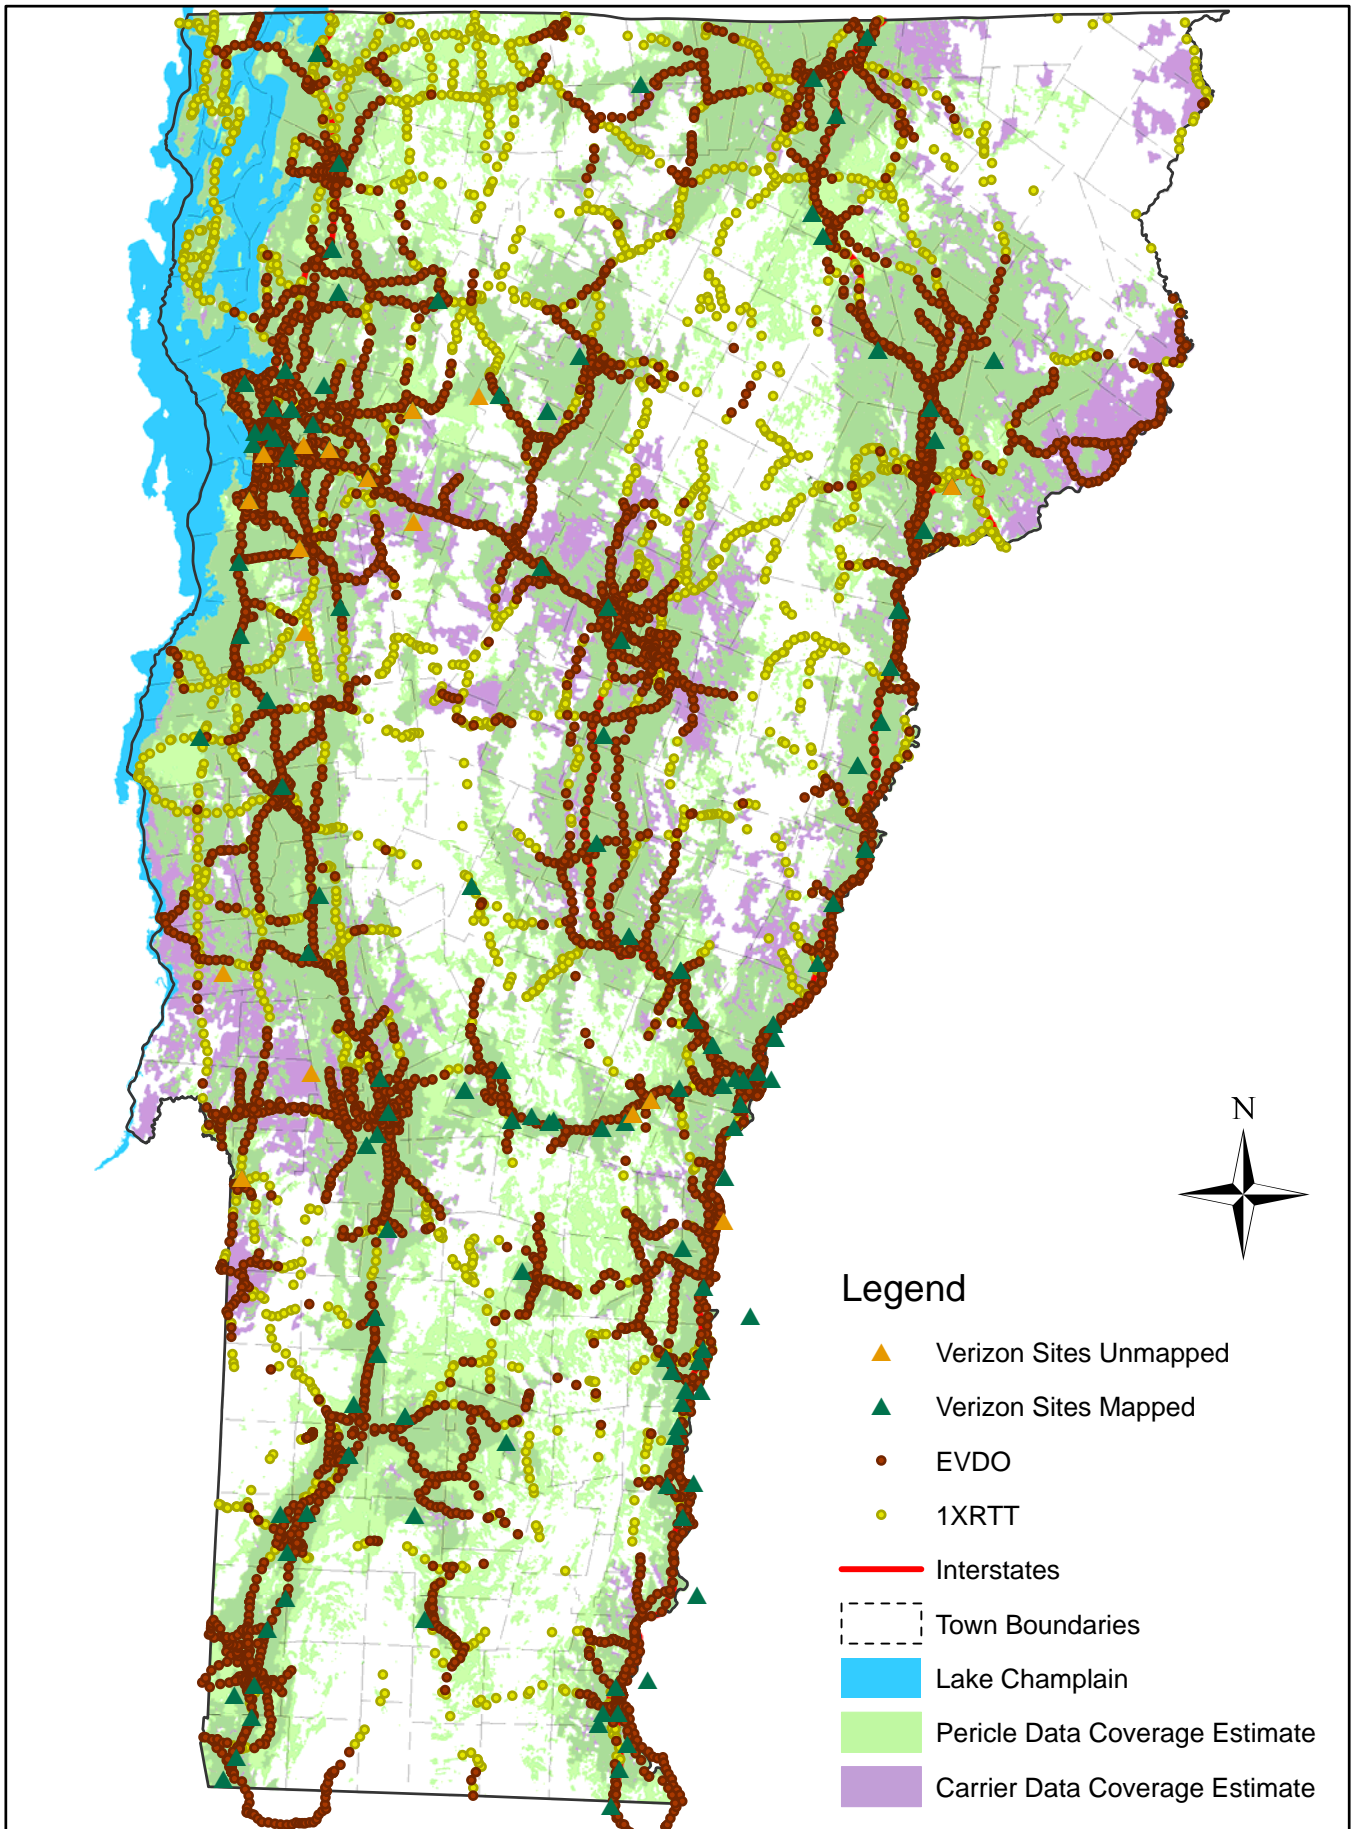 N
Legend
Verizon Sites Unmapped
Verizon Sites Mapped
EVDO
1XRTT
Interstates
Town Boundaries
Lake Champlain
Pericle Data Coverage Estimate
Carrier Data Coverage Estimate